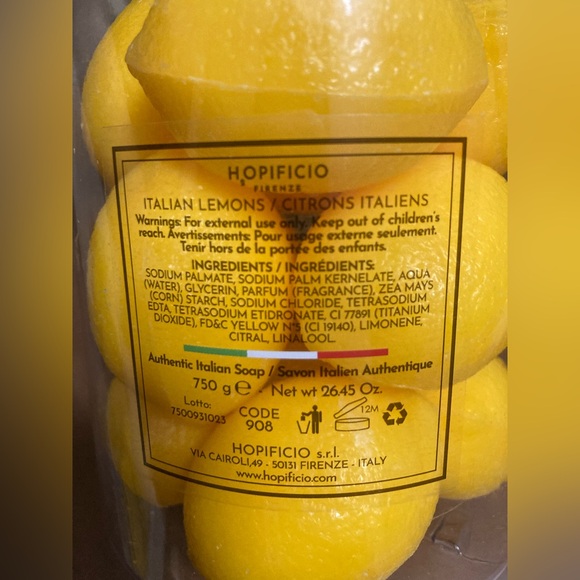 HOPIFICIO
FIRENZE
ITALIAN LEMONS / CITRONS ITALIENS
Warnings: For external use only. Keep out of children's
reach. Avertissements: Pour usage externe seulement.
Tenir hors de la portée des enfants.
INGREDIENTS / INGRÉDIENTS:
SODIUM PALMATE, SODIUM PALM KERNELATE, AQUA
(WATER), GLYCERIN, PARFUM (FRAGRANCE), ZEA MAYS
(CORN) STARCH, SODIUM CHLORIDE, TETRASODIUM
EDTA, TETRASODIUM ETIDRONATE, CI 77891 (TITANIUM
DIOXIDE), FD&C YELLOW N°5 (CI 19140), LIMONENE,
CITRAL, LINALOOL.
Authentic Italian Soap / Savon Italien Authentique
750 g e Net wt 26.45 Oz.
Lotto:
7500931023
CODE
908
12M
HOPIFICIO s.r.l.
VIA CAIROLI,49 - 50131 FIRENZE - ITALY
www.hopificio.com